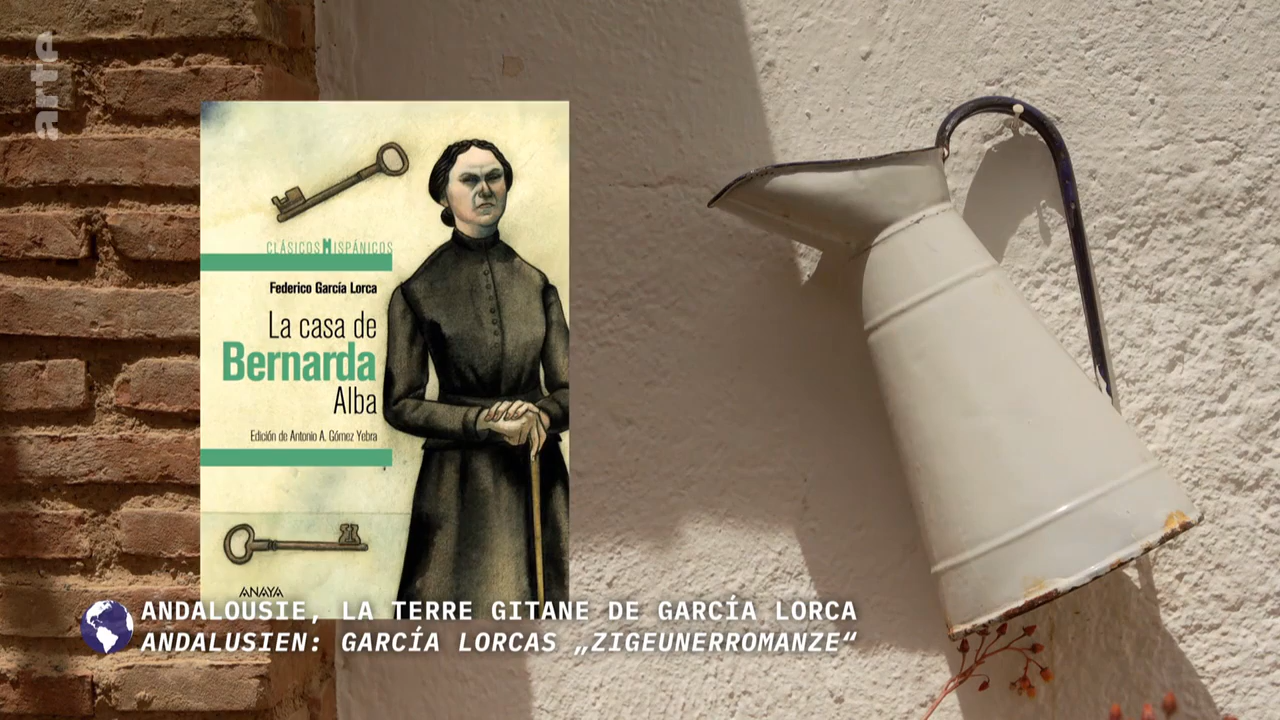 arte
CLÁSICOS HISPÁNICOS
Federico García Lorca
La casa de
Bernarda
Alba
Edición de Antonio A. Gómez Yebra
ANAYA
ANDALOUSIE, LA TERRE GITANE DE GARCÍA LORCA
ANDALUSIEN: GARCÍA LORCAS „ZIGEUNERROMANZE“